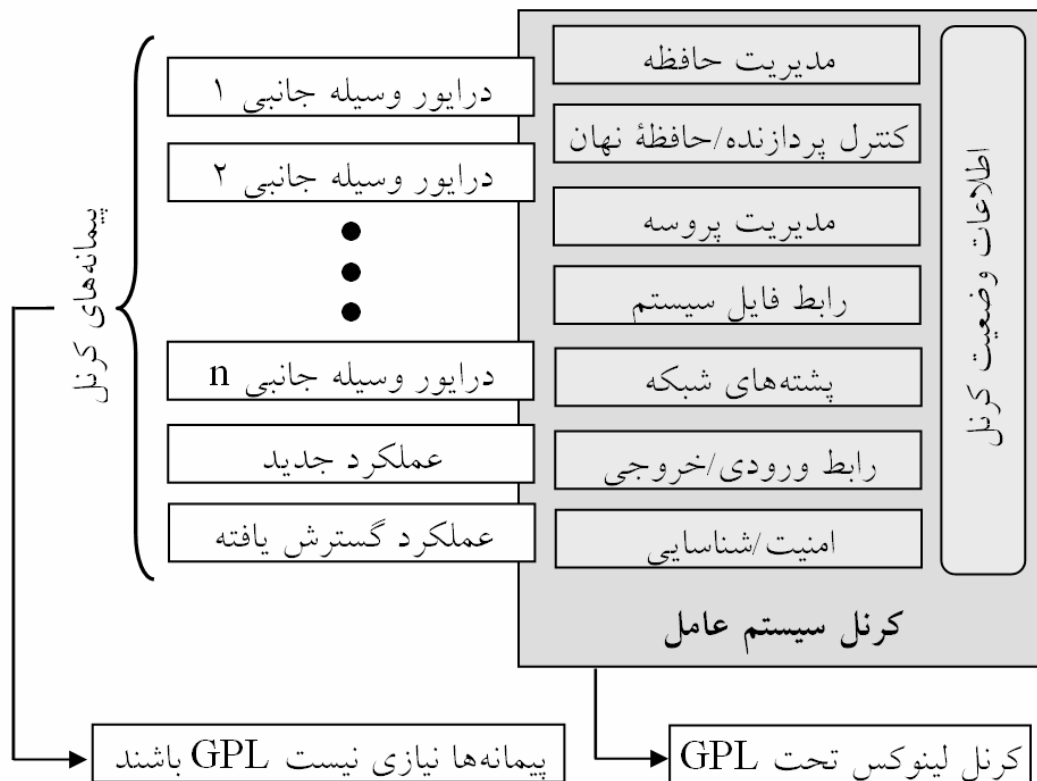 مدیریت حافظه
کنترل پردازنده/حافظهٔ نهان
مدیریت پروسه
رابط فایل سیستم
پشته‌های شبکه
رابط ورودی/خروجی
امنیت/شناسایی
اطلاعات وضعیت کرنل
کرنل سیستم عامل
درایور وسیله جانبی ۱
درایور وسیله جانبی ۲
درایور وسیله جانبی n
عملکرد جدید
عملکرد گسترش یافته
پیمانه‌های کرنل
کرنل لینوکس تحت GPL
پیمانه‌ها نیازی نیست GPL باشند